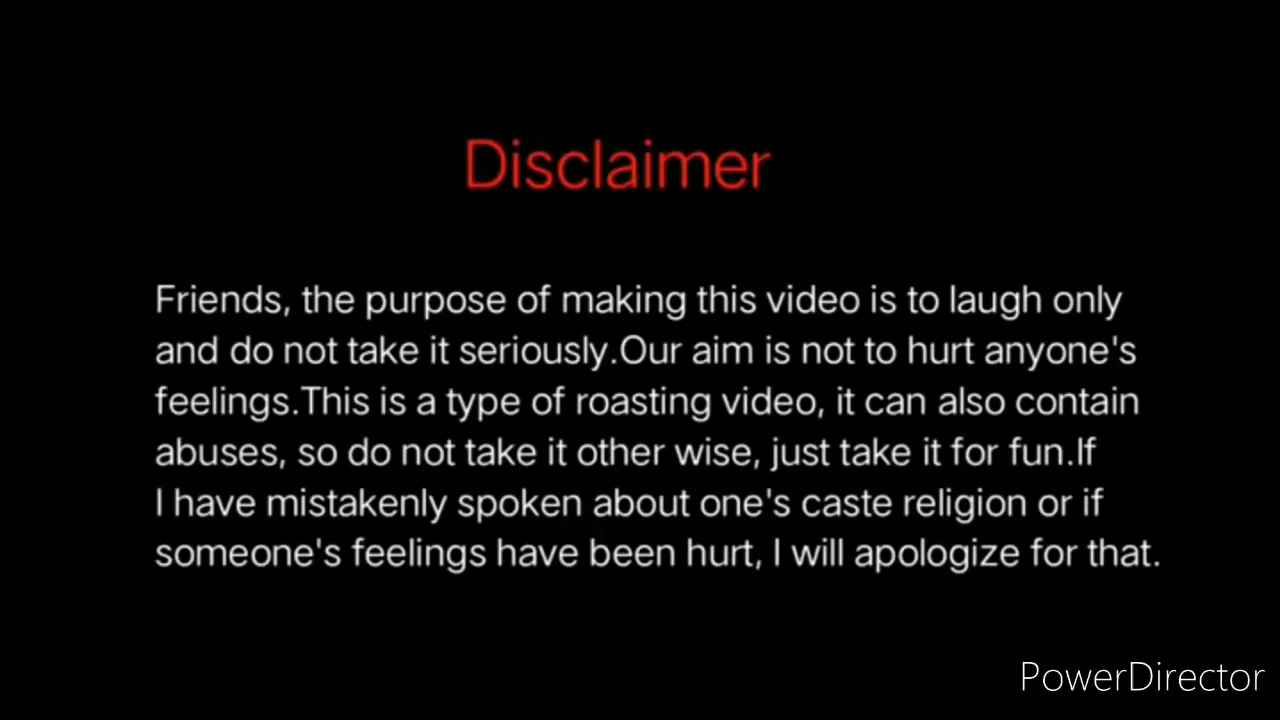 Disclaimer
Friends, the purpose of making this video is to laugh only
and do not take it seriously.Our aim is not to hurt anyone's
feelings.This is a type of roasting video, it can also contain
abuses, so do not take it other wise, just take it for fun.If
I have mistakenly spoken about one's caste religion or if
someone's feelings have been hurt, I will apologize for that.
PowerDirector